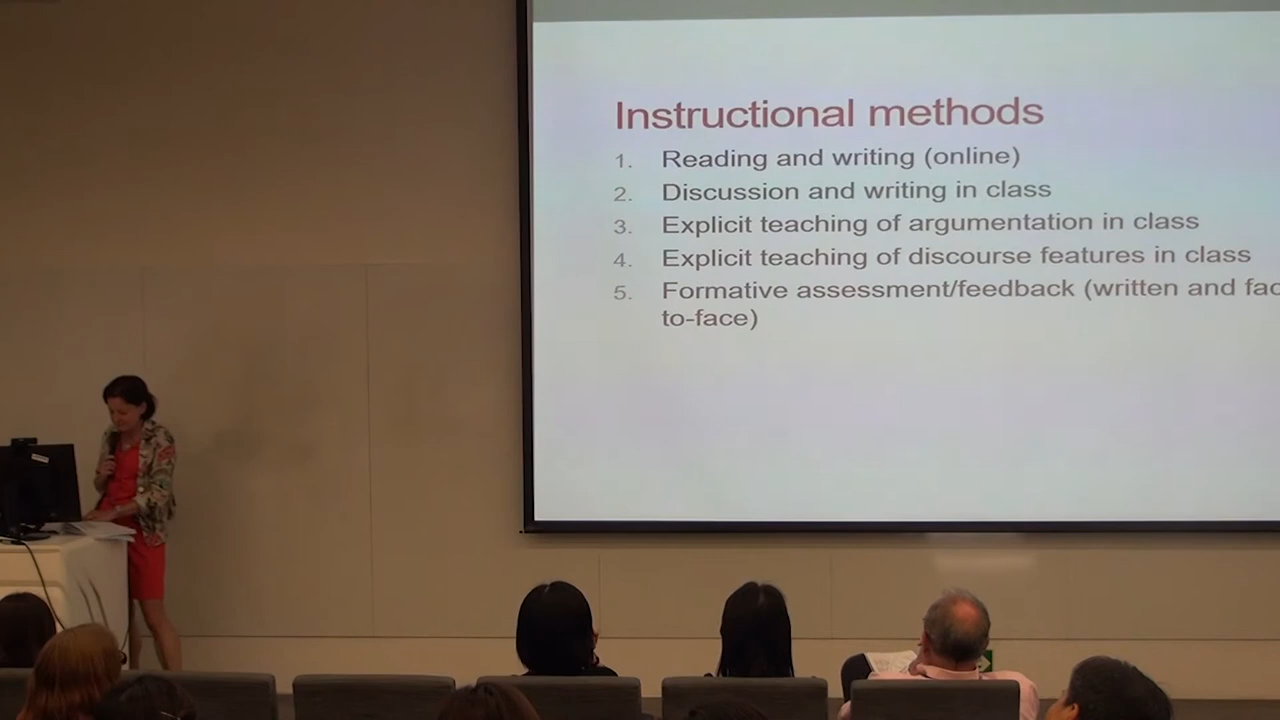 Instructional methods
1. Reading and writing (online)
2. Discussion and writing in class
3. Explicit teaching of argumentation in class
4. Explicit teaching of discourse features in class
5. Formative assessment/feedback (written and fac
to-face)